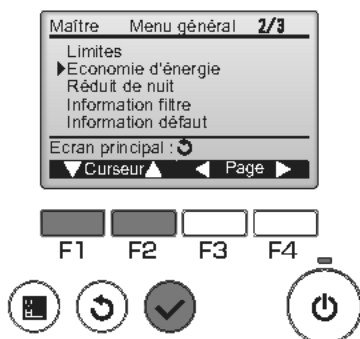 Maître Menu général 2/3
Limites
▶Economie d'énergie
Réduit de nuit
Information filtre
Information défaut
Ecran principal :
▼Curseur▲ ◀ Page ▶
F1 F2 F3 F4